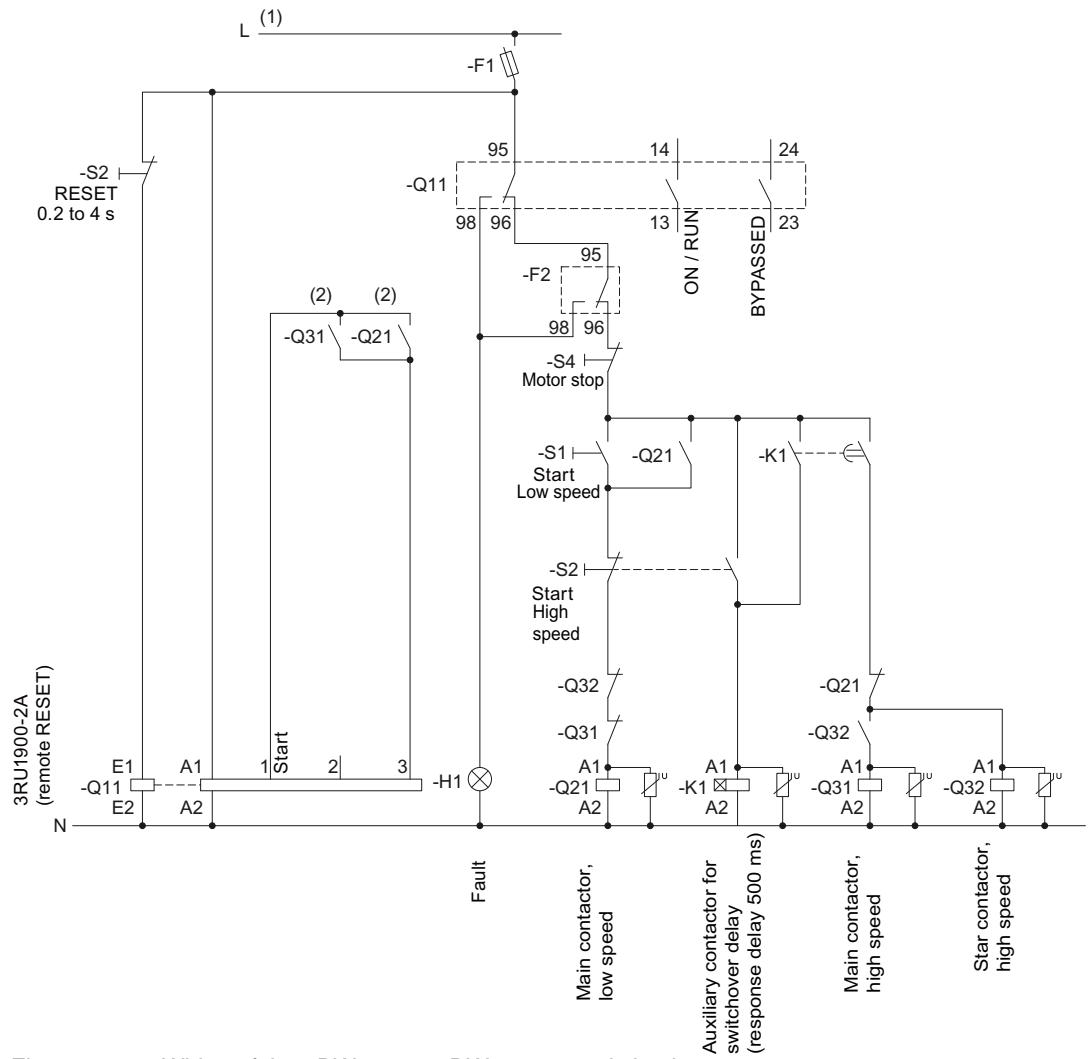 (1)
L
-F1
95
14
24
-S2
RESET
0.2 to 4 s
-Q11
98
96
13
23
ON / RUN
BYPASSED
95
-F2
98
96
(2)
(2)
-Q31
-Q21
-S4
Motor stop
-S1
Start
Low speed
-Q21
-K1
-S2
Start
High
speed
-Q32
-Q31
-Q21
-Q32
3RU1900-2A
(remote RESET)
E1
A1
1
Start
2
3
-Q11
E2
A2
-H1
A1
-Q21
A2
U
A1
-K1
A2
U
A1
-Q31
A2
U
A1
-Q32
A2
U
N
Fault
Main contactor,
low speed
Auxiliary contactor for
switchover delay
(response delay 500 ms)
Main contactor,
high speed
Star contactor,
high speed